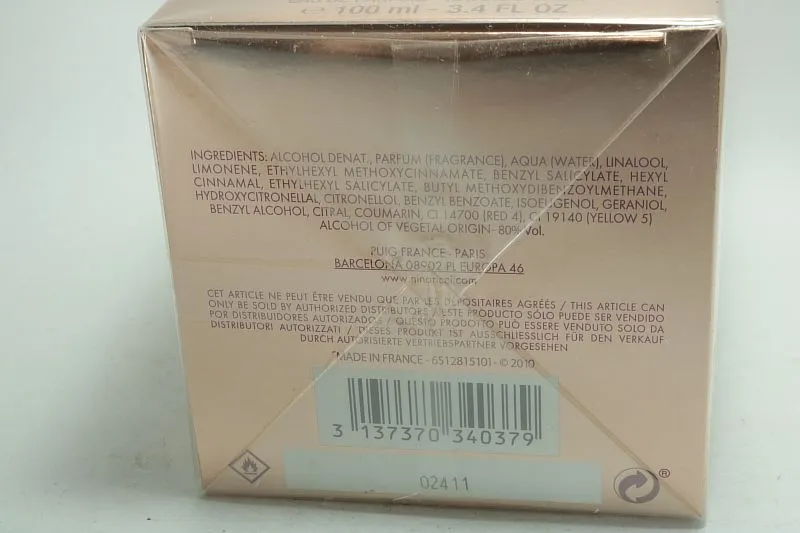 ℮ 100 ml - 3.4 FL OZ
INGREDIENTS: ALCOHOL DENAT., PARFUM (FRAGRANCE), AQUA (WATER), LINALOOL,
LIMONENE, ETHYLHEXYL METHOXYCINNAMATE, BENZYL SALICYLATE, HEXYL
CINNAMAL, ETHYLHEXYL SALICYLATE, BUTYL METHOXYDIBENZOYLMETHANE,
HYDROXYCITRONELLAL, CITRONELLOL, BENZYL BENZOATE, ISOEUGENOL, GERANIOL,
BENZYL ALCOHOL, CITRAL, COUMARIN, CI 14700 (RED 4), CI 19140 (YELLOW 5)
ALCOHOL OF VEGETAL ORIGIN- 80% Vol.
PUIG FRANCE - PARIS
BARCELONA 08902 PL EUROPA 46
www.ninaricci.com
CET ARTICLE NE PEUT ÊTRE VENDU QUE PAR LES DÉPOSITAIRES AGRÉÉS / THIS ARTICLE CAN
ONLY BE SOLD BY AUTHORIZED DISTRIBUTORS / ESTE PRODUCTO SÓLO PUEDE SER VENDIDO
POR DISTRIBUIDORES AUTORIZADOS / QUESTO PRODOTTO PUÒ ESSERE VENDUTO SOLO DA
DISTRIBUTORI AUTORIZZATI / DIESES PRODUKT IST AUSSCHLIESSLICH FÜR DEN VERKAUF
DURCH AUTORISIERTE VERTRIEBSPARTNER VORGESEHEN
MADE IN FRANCE - 6512815101- © 2010
3 137370 340379
02411
®